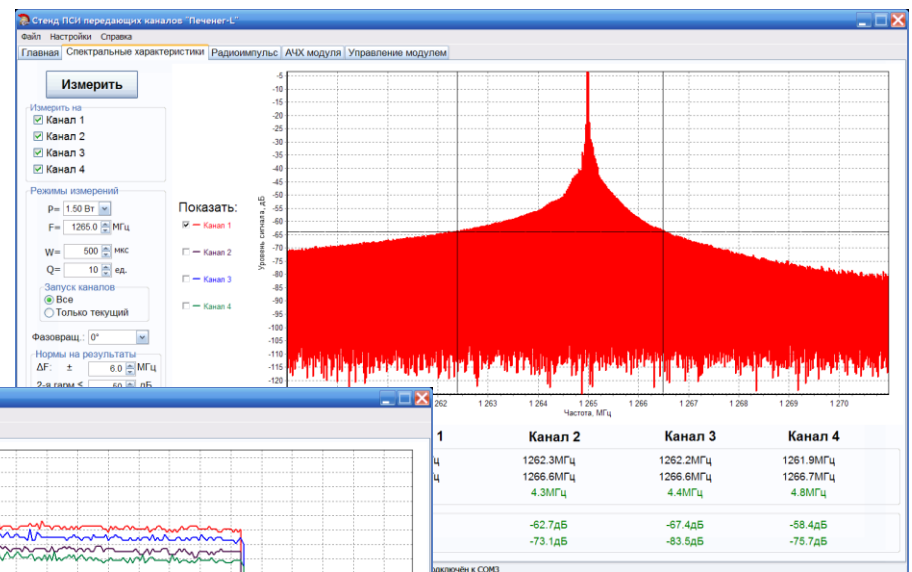 Стенд ПСИ передающих каналов "Печенег-L"
Файл Настройки Справка
Главная Спектральные характеристики Радиоимпульс АЧХ модуля Управление модулем
Измерить
Измерить на
Канал 1
Канал 2
Канал 3
Канал 4
Режимы измерений
P= 1.50 Вт
F= 1265.0 МГц
W= 500 мкс
Q= 10 ед.
Запуск каналов
Все
Только текущий
Фазовращ.: 0°
Нормы на результаты
ΔF: ± 6.0 МГц
2-я гарм ≤ 50 дБ
Показать:
Канал 1
Канал 2
Канал 3
Канал 4
Уровень сигнала, дБ
-5
-10
-15
-20
-25
-30
-35
-40
-45
-50
-55
-60
-65
-70
-75
-80
-85
-90
-95
-100
-105
-110
-115
-120
262 1 263 1 264 1 265 1 266 1 267 1 268 1 269 1 270
Частота, МГц
1 Канал 2 Канал 3 Канал 4
ц 1262.3МГц 1262.2МГц 1261.9МГц
ц 1266.6МГц 1266.6МГц 1266.7МГц
4.3МГц 4.4МГц 4.8МГц
-62.7дБ -67.4дБ -58.4дБ
-73.1дБ -83.5дБ -75.7дБ
одключён к COM3